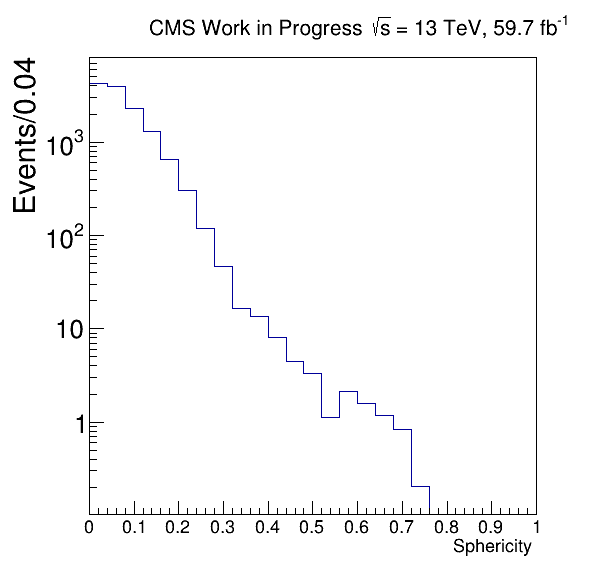 CMS Work in Progress √s = 13 TeV, 59.7 fb⁻¹
Events/0.04
10³
10²
10
1
0 0.1 0.2 0.3 0.4 0.5 0.6 0.7 0.8 0.9 1
Sphericity